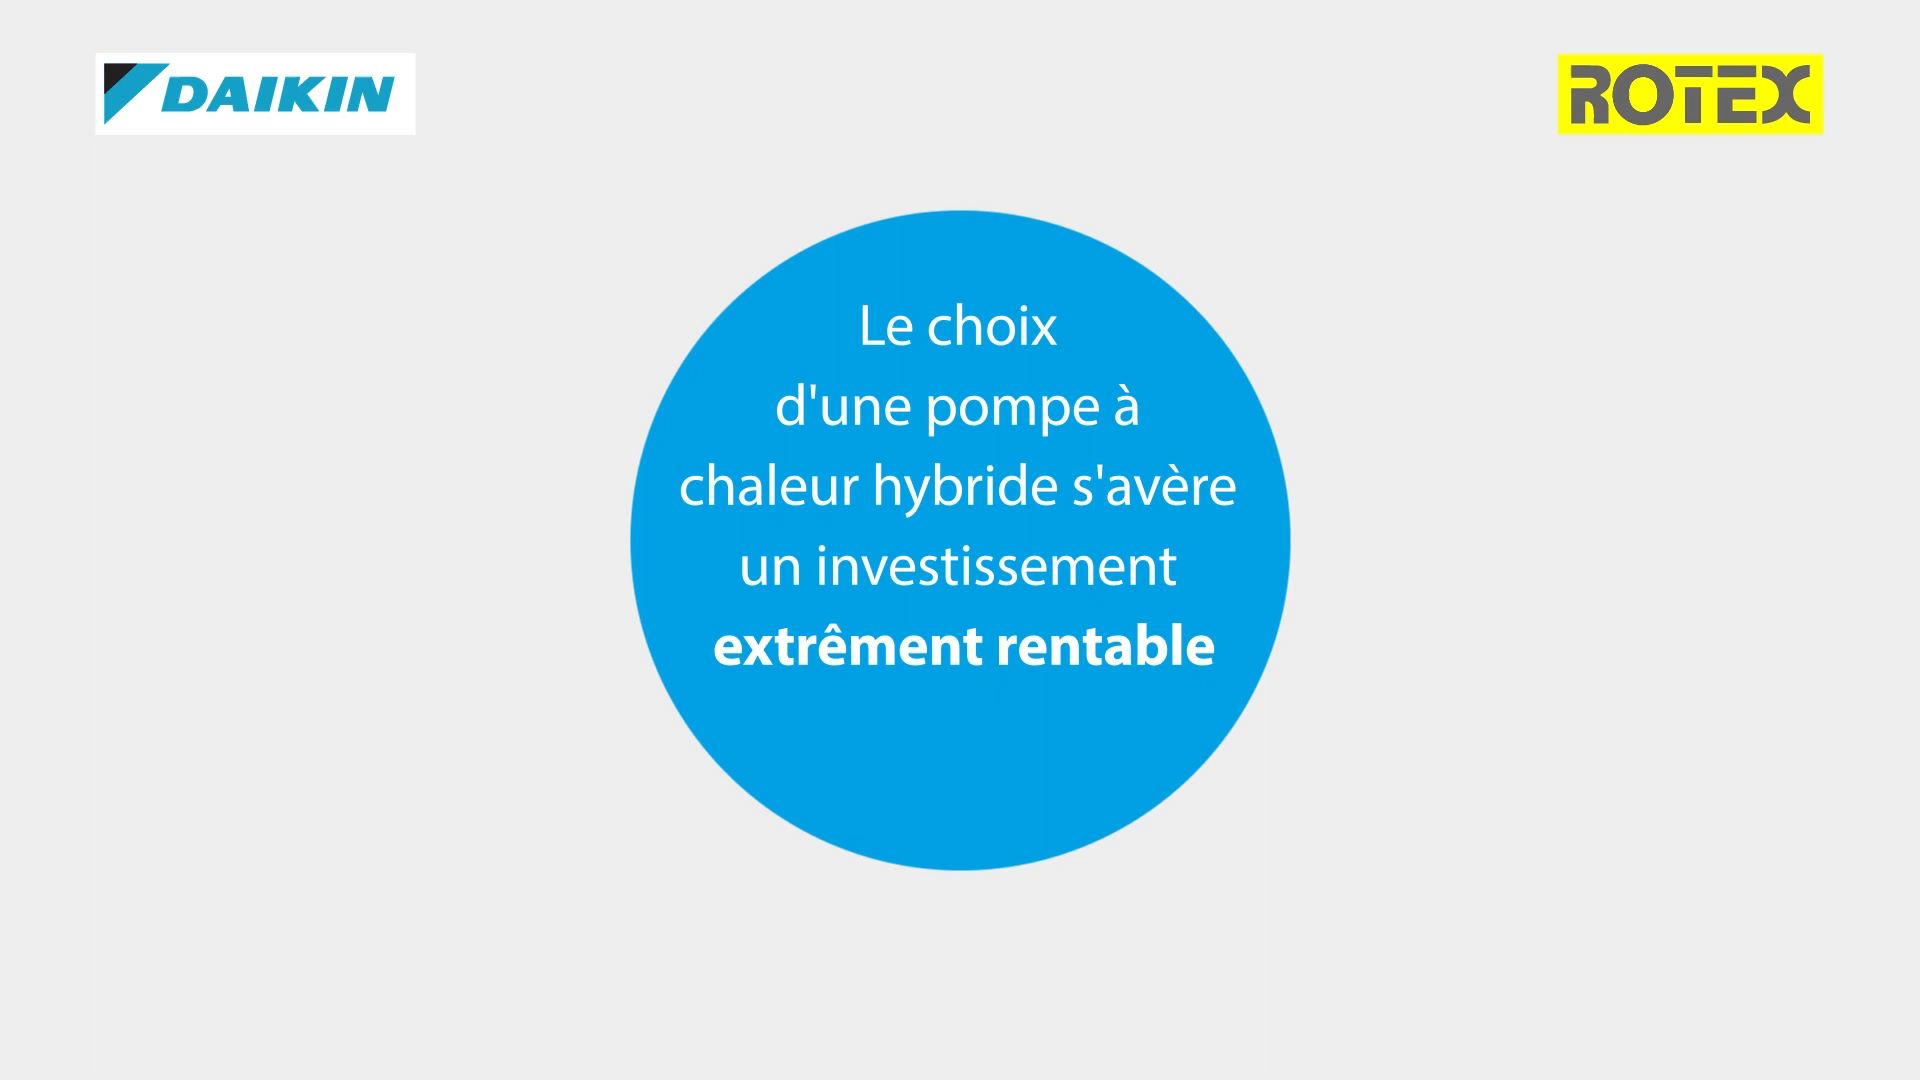 DAIKIN
ROTEX
Le choix
d'une pompe à
chaleur hybride s'avère
un investissement
extrêment rentable